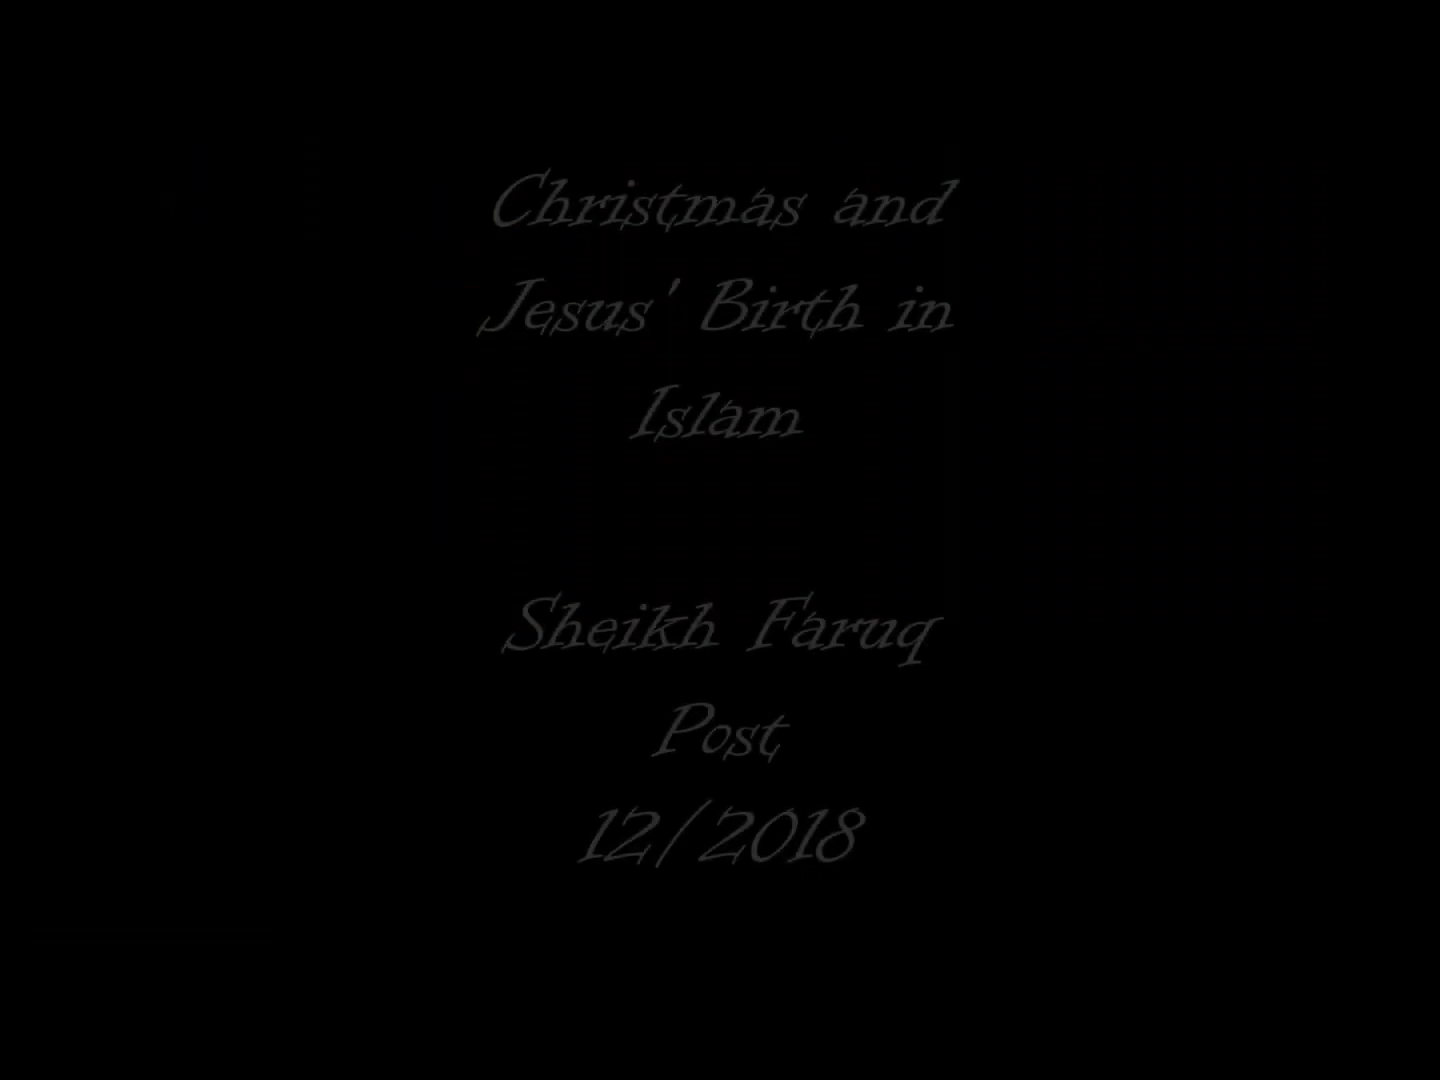 Christmas and
Jesus' Birth in
Islam
Sheikh Faruq
Post
12/2018